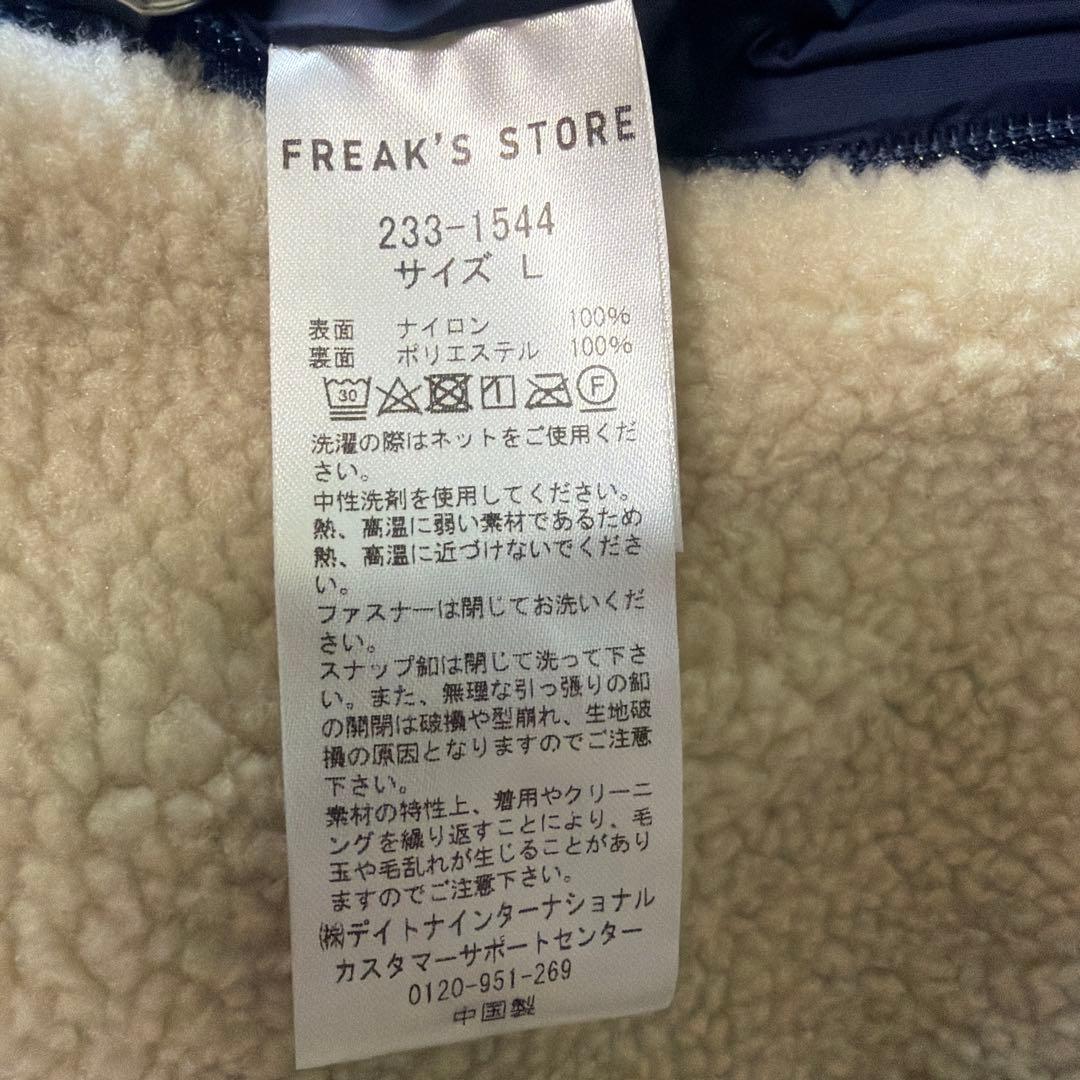 FREAK'S STORE
233-1544
サイズ L
表面 ナイロン 100%
裏面 ポリエステル 100%
30
F
洗濯の際はネットをご使用くだ
さい。
中性洗剤を使用してください。
熱、高温に弱い素材であるため
熱、高温に近づけないでくださ
い。
ファスナーは閉じてお洗いくだ
さい。
スナップ釦は閉じて洗って下さ
い。また、無理な引っ張りの釦
の開閉は破損や型崩れ、生地破
損の原因となりますのでご注意
下さい。
素材の特性上、着用やクリーニ
ングを繰り返すことにより、毛
玉や毛乱れが生じることがあり
ますのでご注意下さい。
㈱デイトナインターナショナル
カスタマーサポートセンター
0120-951-269
中国製